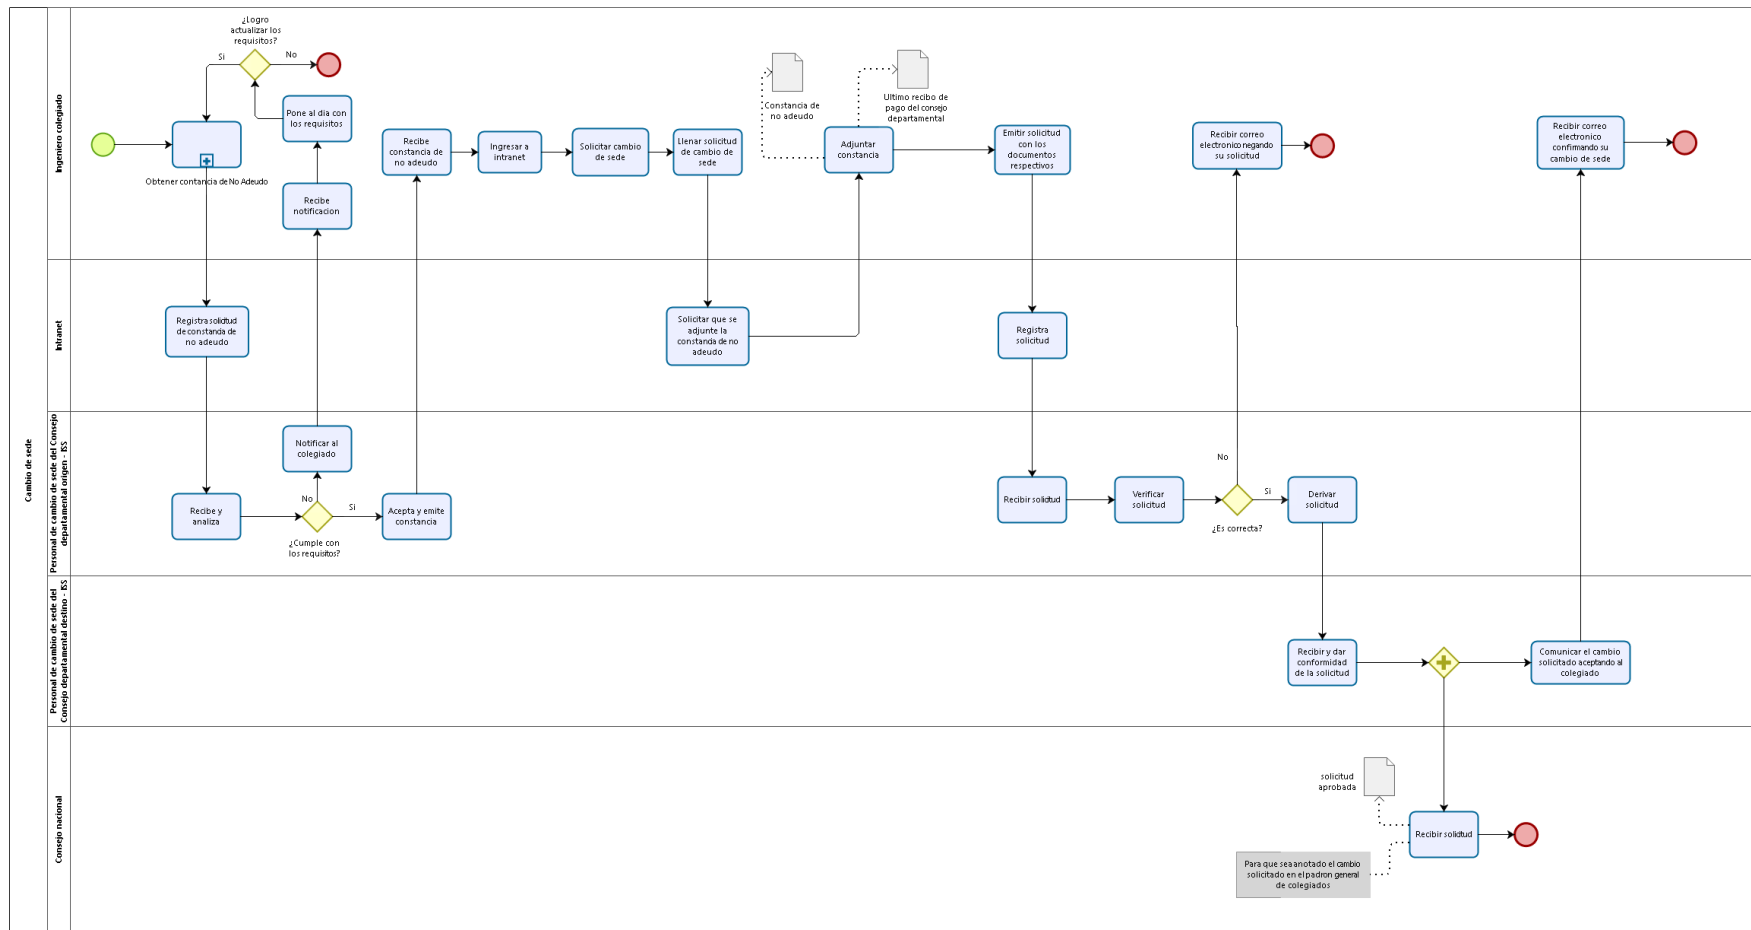 Cambio de sede
Ingeniero colegiado
¿Logro
actualizar los
requisitos?
Si
No
Pone al dia con
los requisitos
Obtener contancia de No Adeudo
Recibe
notificacion
Recibe
constancia de
no adeudo
Ingresar a
intranet
Solicitar cambio
de sede
Llenar solicitud
de cambio de
sede
Constancia de
no adeudo
Ultimo recibo de
pago del consejo
departamental
Adjuntar
constancia
Emitir solicitud
con los
documentos
respectivos
Recibir correo
electronico negando
su solicitud
Recibir correo
electronico
confirmando su
cambio de sede
Intranet
Registra solicitud
de constancia de
no adeudo
Solicitar que se
adjunte la
constancia de no
adeudo
Registra
solicitud
Personal de cambio de sede del Consejo
departamental origen - ISS
Notificar al
colegiado
Recibe y
analiza
No
Si
¿Cumple con
los requisitos?
Acepta y emite
constancia
Recibir solicitud
Verificar
solicitud
No
Si
¿Es correcta?
Derivar
solicitud
Personal de cambio de sede del
Consejo departamental destino - ISS
Recibir y dar
conformidad
de la solicitud
Comunicar el cambio
solicitado aceptando al
colegiado
Consejo nacional
solicitud
aprobada
Recibir solicitud
Para que sea anotado el cambio
solicitado en el padron general
de colegiados